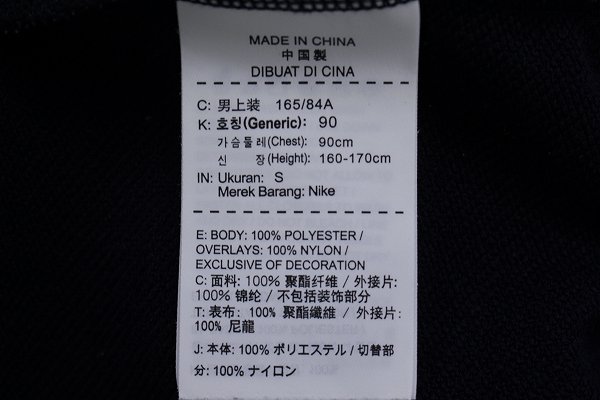 MADE IN CHINA
中国製
DIBUAT DI CINA
C: 男上装 165/84A
K: 호칭(Generic): 90
가슴둘레(Chest): 90cm
신 장(Height): 160-170cm
IN: Ukuran: S
Merek Barang: Nike
E: BODY: 100% POLYESTER /
OVERLAYS: 100% NYLON /
EXCLUSIVE OF DECORATION
C: 面料: 100% 聚酯纤维 / 外接片:
100% 锦纶 / 不包括装饰部分
T: 表布: 100% 聚酯纖維 / 外接片:
100% 尼龍
J: 本体: 100% ポリエステル / 切替部
分: 100% ナイロン